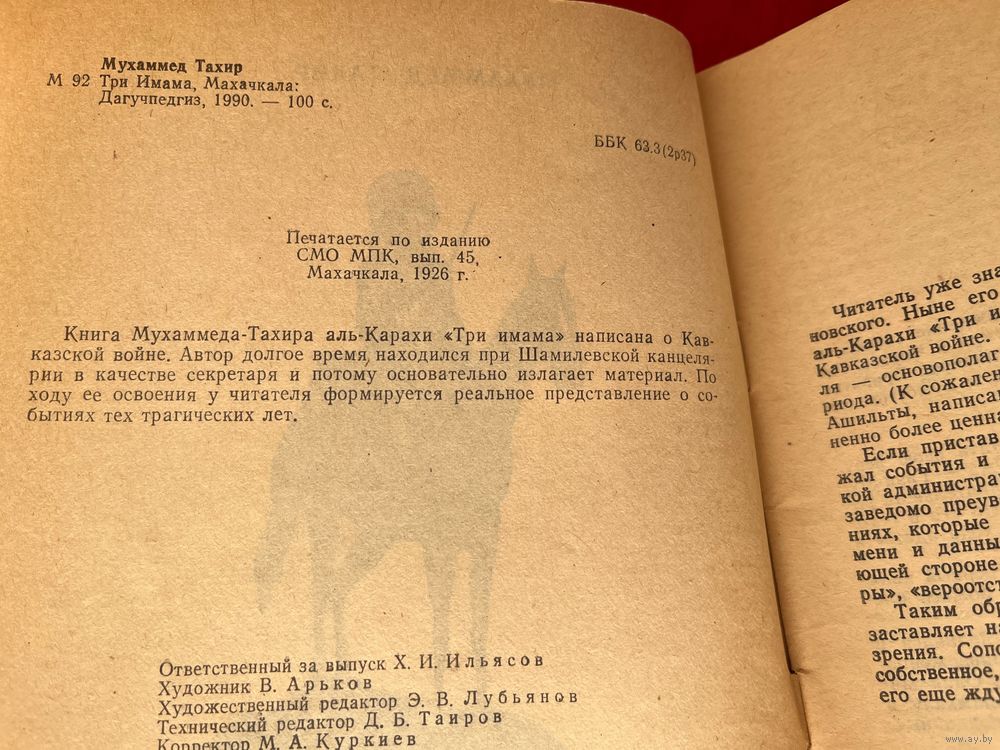 Мухаммед Тахир
М 92 Три Имама, Махачкала:
Дагучпедгиз, 1990. — 100 с.
ББК 63.3(2р37)
Печатается по изданию
СМО МПК, вып. 45,
Махачкала, 1926 г.
Книга Мухаммеда-Тахира аль-Карахи «Три имама» написана о Кав-
казской войне. Автор долгое время находился при Шамилевской канцеля-
рии в качестве секретаря и потому основательно излагает материал. По
ходу ее освоения у читателя формируется реальное представление о со-
бытиях тех трагических лет.
Ответственный за выпуск Х. И. Ильясов
Художник В. Арьков
Художественный редактор Э. В. Лубьянов
Технический редактор Д. Б. Таиров
Корректор М. А. Куркиев
Читатель уже зна
новского. Ныне его
аль-Карахи «Три и
Кавказской войне.
ля — основополаг
риода. (К сожален
Ашильты, написан
ненно более ценна
Если пристав
жал события и
кой администра
заведомо преув
ниях, которые
мени и данны
ющей стороне
ры», «вероотст
Таким обр
заставляет на
зрения. Сопо
собственное,
его еще жду
www.ay.by